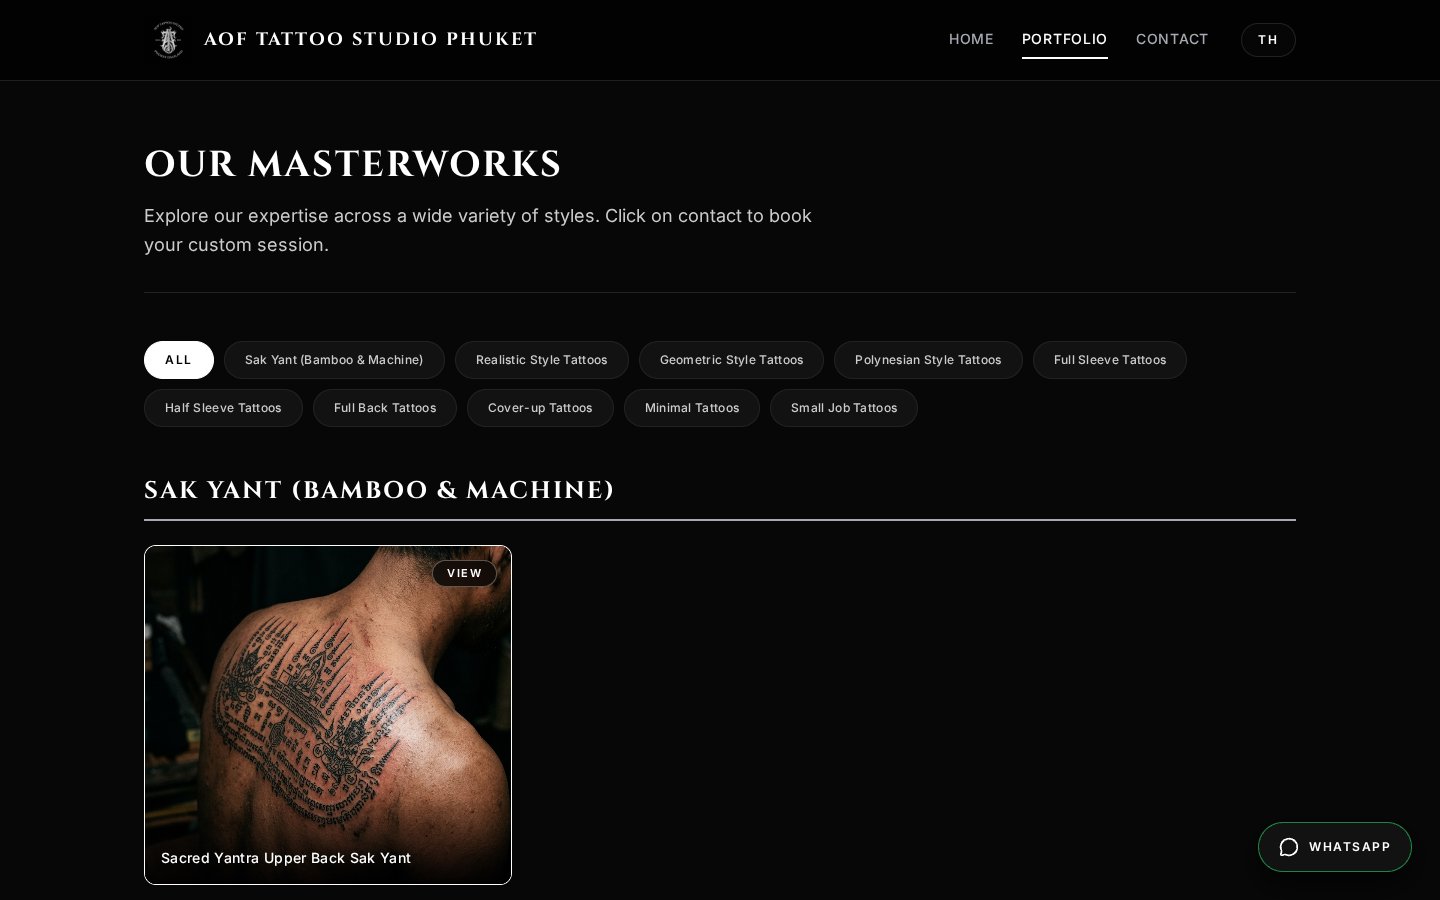 AOF TATTOO STUDIO PHUKET
HOME
PORTFOLIO
CONTACT
TH
OUR MASTERWORKS
Explore our expertise across a wide variety of styles. Click on contact to book
your custom session.
ALL
Sak Yant (Bamboo & Machine)
Realistic Style Tattoos
Geometric Style Tattoos
Polynesian Style Tattoos
Full Sleeve Tattoos
Half Sleeve Tattoos
Full Back Tattoos
Cover-up Tattoos
Minimal Tattoos
Small Job Tattoos
SAK YANT (BAMBOO & MACHINE)
VIEW
Sacred Yantra Upper Back Sak Yant
WHATSAPP